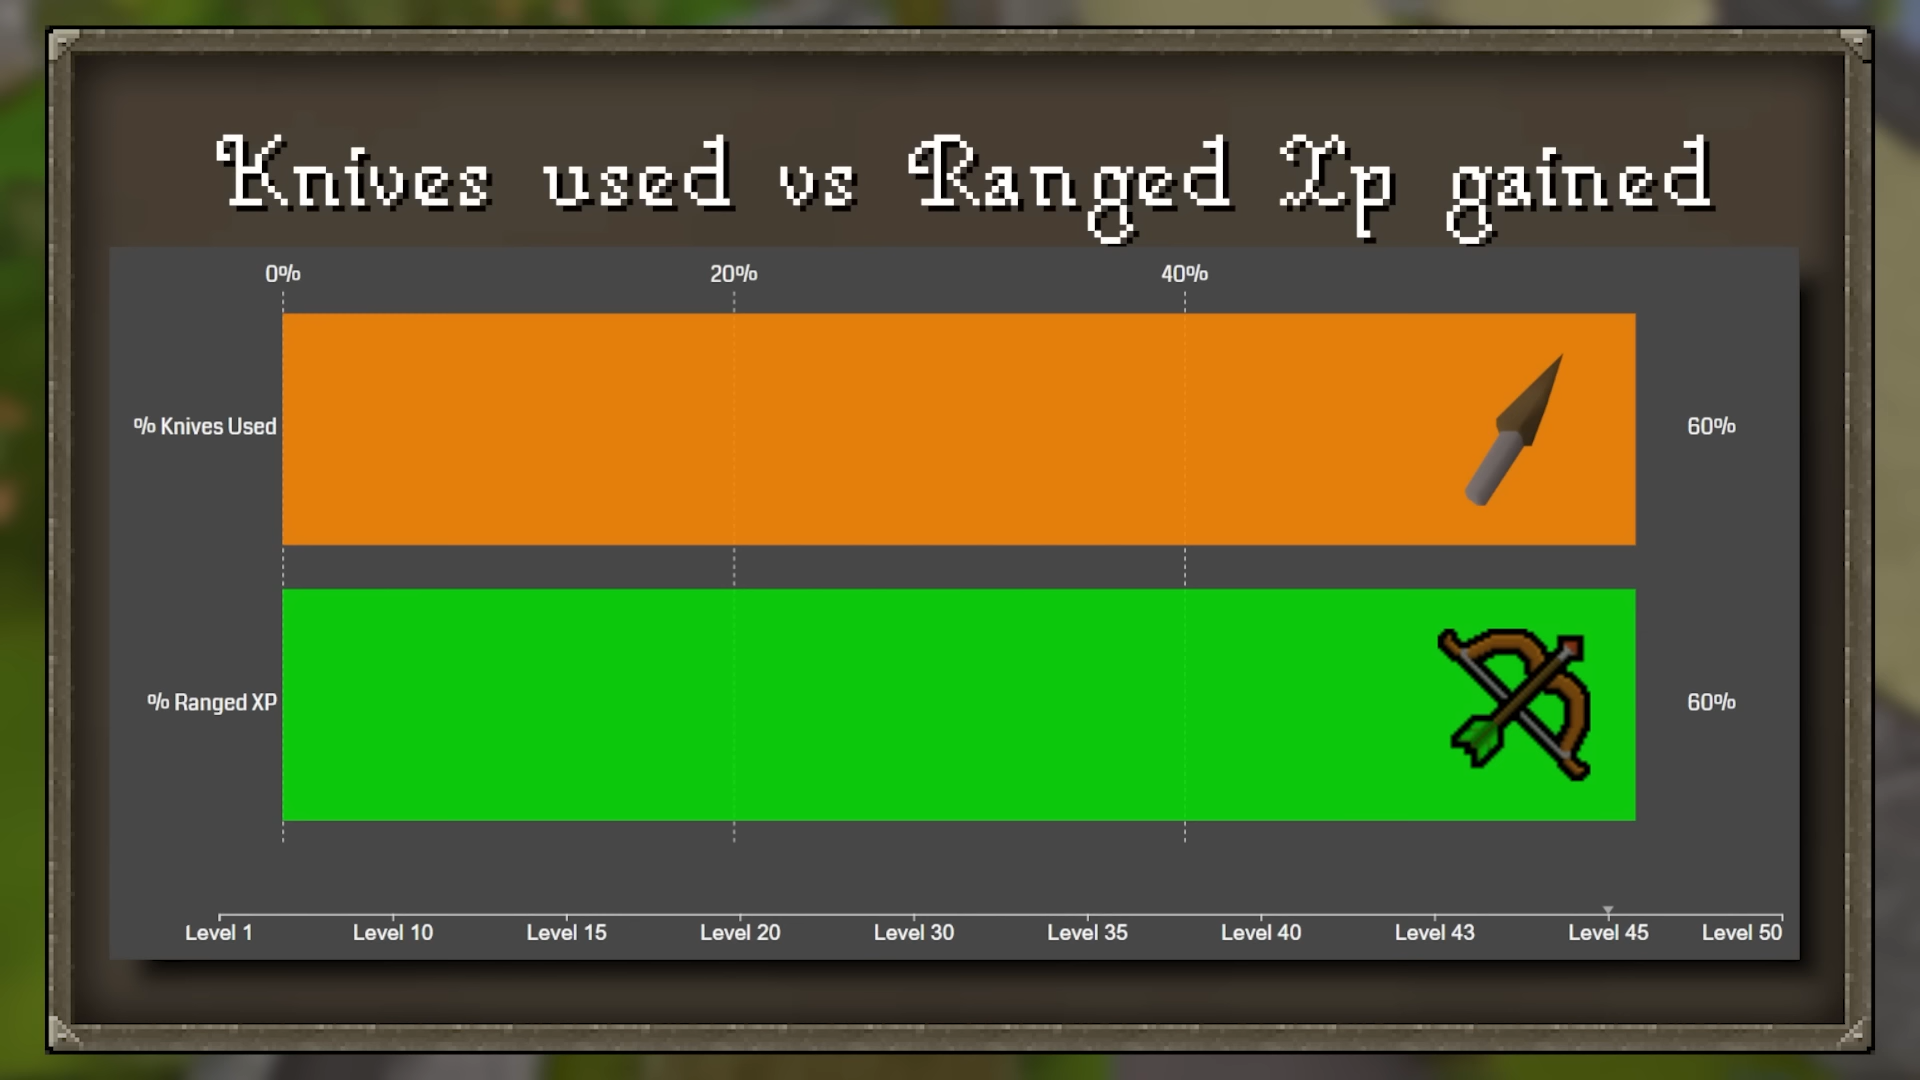 Knives used vs Ranged Xp gained
0% 20% 40%
% Knives Used 60%
% Ranged XP 60%
Level 1 Level 10 Level 15 Level 20 Level 30 Level 35 Level 40 Level 43 Level 45 Level 50